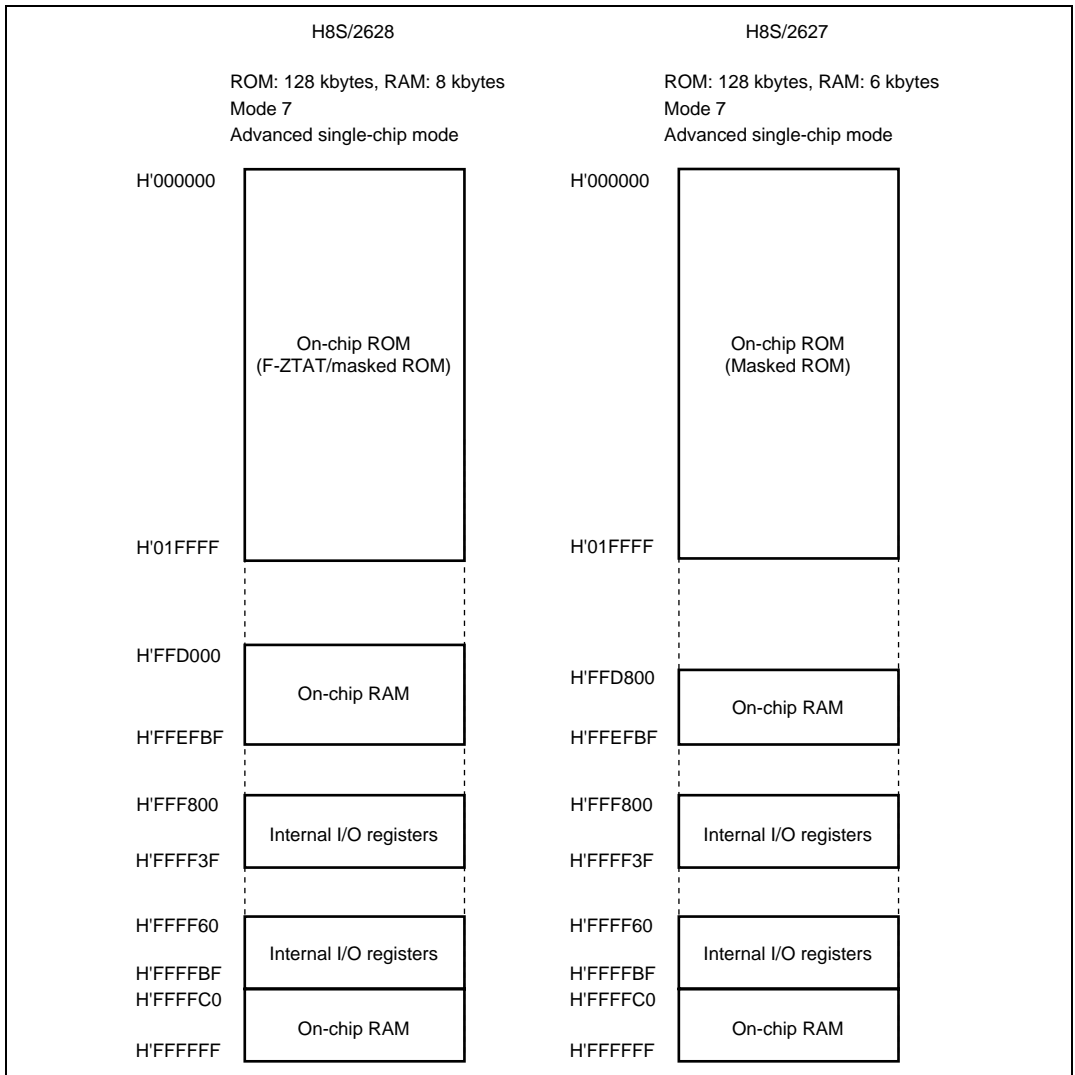 H8S/2628
ROM: 128 kbytes, RAM: 8 kbytes
Mode 7
Advanced single-chip mode
H'000000
On-chip ROM
(F-ZTAT/masked ROM)
H'01FFFF
H'FFD000
On-chip RAM
H'FFEFBF
H'FFF800
Internal I/O registers
H'FFFF3F
H'FFFF60
Internal I/O registers
H'FFFFBF
H'FFFFC0
On-chip RAM
H'FFFFFF
H8S/2627
ROM: 128 kbytes, RAM: 6 kbytes
Mode 7
Advanced single-chip mode
H'000000
On-chip ROM
(Masked ROM)
H'01FFFF
H'FFD800
On-chip RAM
H'FFEFBF
H'FFF800
Internal I/O registers
H'FFFF3F
H'FFFF60
Internal I/O registers
H'FFFFBF
H'FFFFC0
On-chip RAM
H'FFFFFF